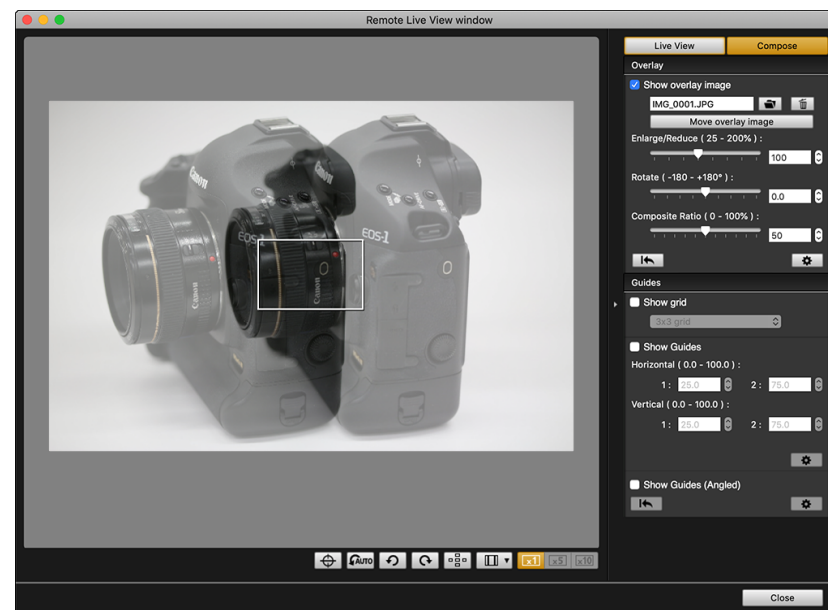 Remote Live View window
Live View
Compose
Overlay
Show overlay image
IMG_0001.JPG
Move overlay image
Enlarge/Reduce ( 25 - 200% ) :
100
Rotate ( -180 - +180° ) :
0.0
Composite Ratio ( 0 - 100% ) :
50
Guides
Show grid
3x3 grid
Show Guides
Horizontal ( 0.0 - 100.0 ) :
1 : 25.0 2 : 75.0
Vertical ( 0.0 - 100.0 ) :
1 : 25.0 2 : 75.0
Show Guides (Angled)
Canon
Canon
EOS-1
EOS-1
Canon
Canon
AUTO
x1 x5 x10
Close